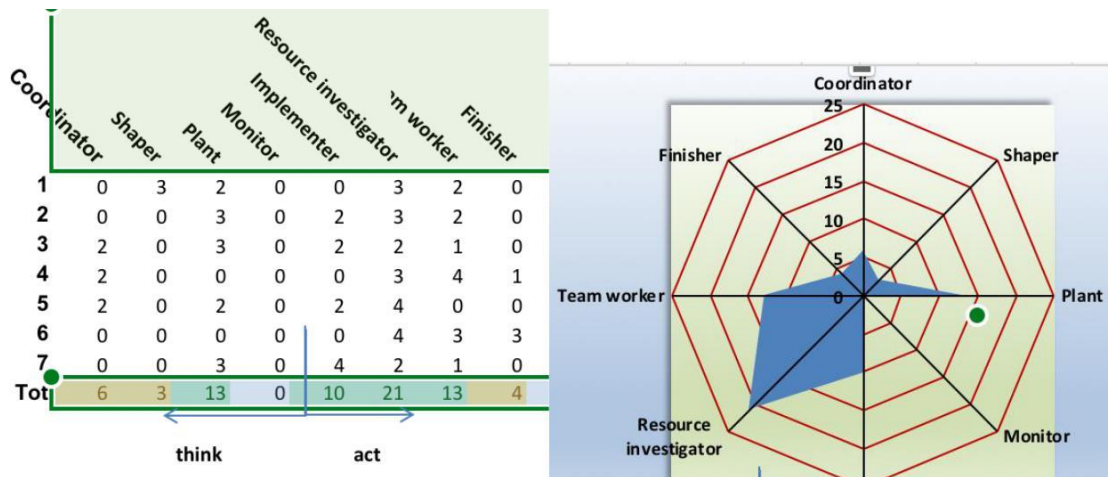 Coordinator
Shaper
Plant
Monitor
Implementer
Resource investigator
am worker
Finisher
1 0 3 2 0 0 3 2 0
2 0 0 3 0 2 3 2 0
3 2 0 3 0 2 2 1 0
4 2 0 0 0 0 3 4 1
5 2 0 2 0 2 4 0 0
6 0 0 0 0 0 4 3 3
7 0 0 3 0 4 2 1 0
Tot 6 3 13 0 10 21 13 4
think act
Coordinator
25
Finisher
20
Shaper
15
10
5
Team worker
0
Plant
Resource
investigator
Monitor